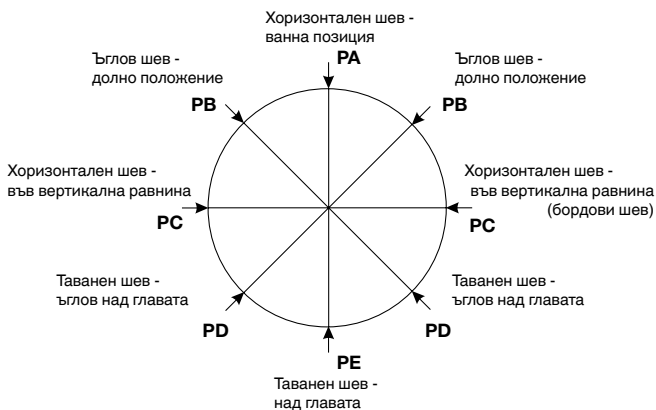 Хоризонтален шев -
ванна позиция
PA
Ъглов шев -
долно положение
PB
Ъглов шев -
долно положение
PB
Хоризонтален шев -
във вертикална равнина
PC
Хоризонтален шев -
във вертикална равнина
(бордови шев)
PC
Таванен шев -
ъглов над главата
PD
Таванен шев -
ъглов над главата
PD
PE
Таванен шев -
над главата